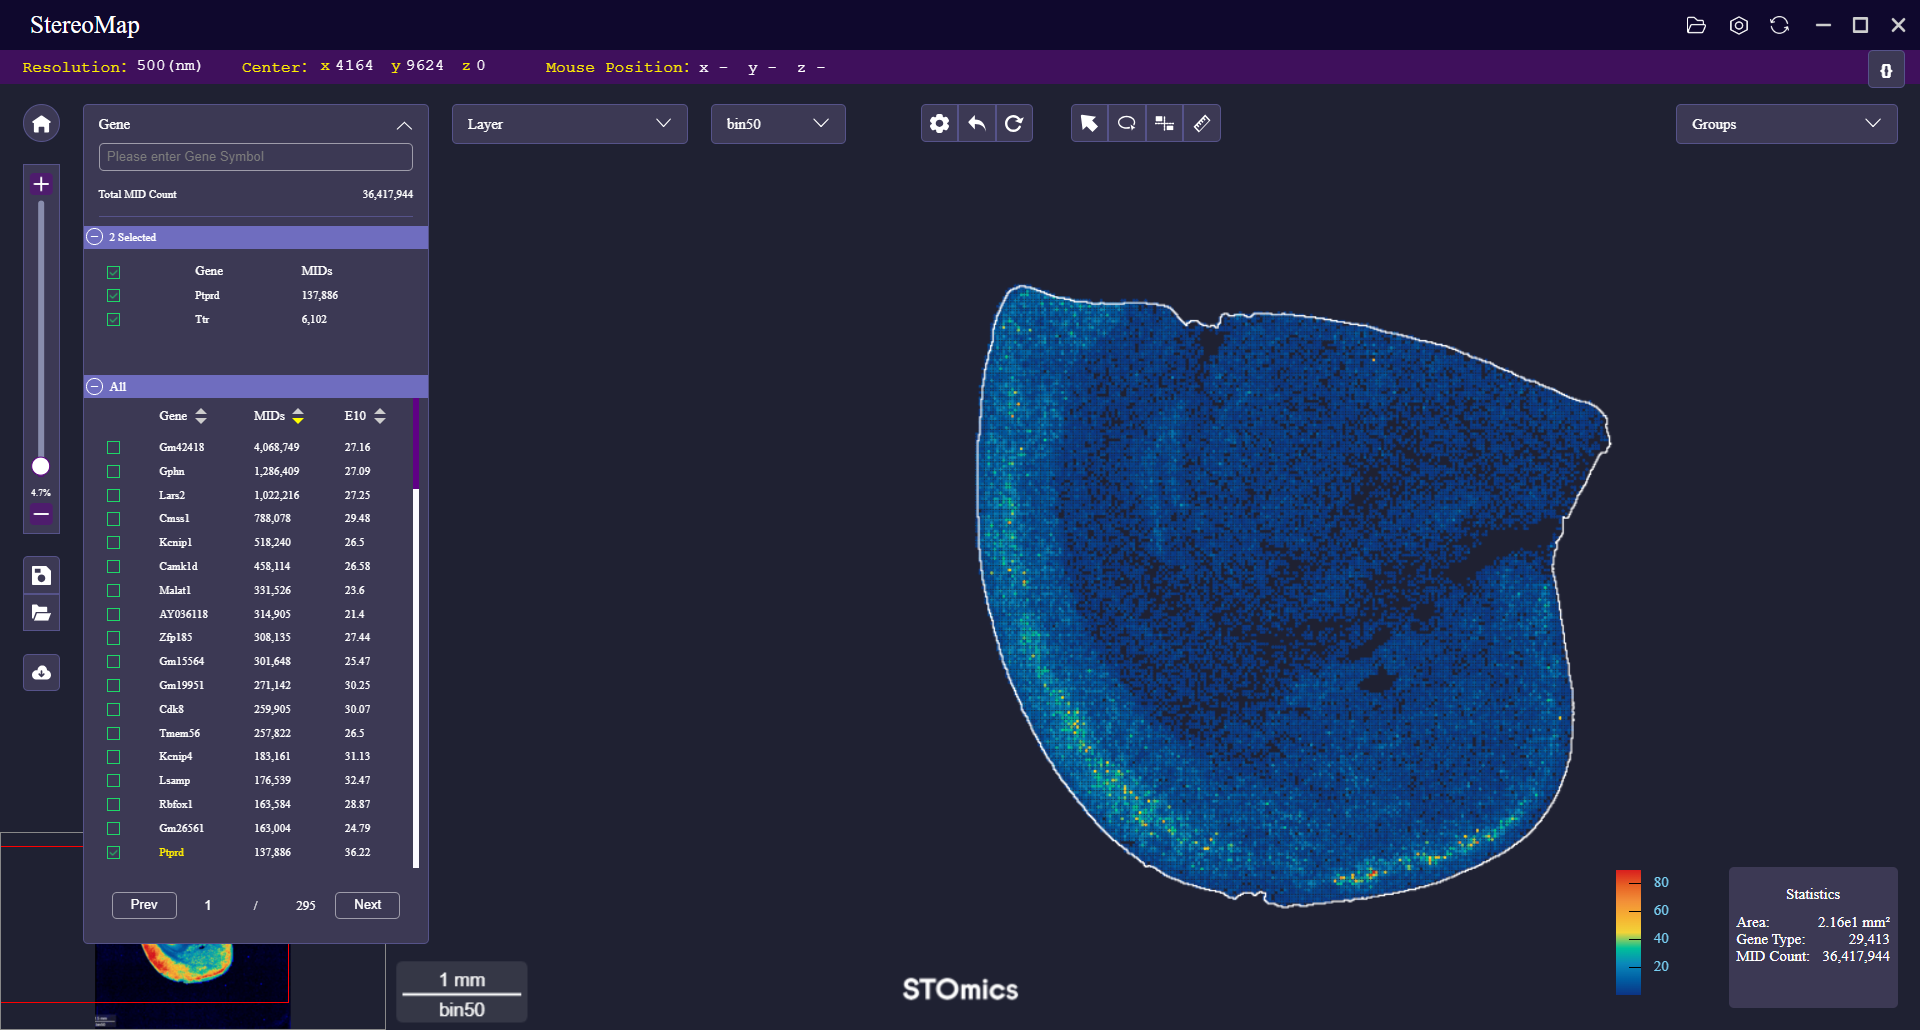 StereoMap
Resolution: 500(nm) Center: x 4164 y 9624 z 0 Mouse Position: x - y - z -
Gene
Please enter Gene Symbol
Total MID Count 36,417,944
2 Selected
Gene MIDs
Ptprd 137,886
Ttr 6,102
All
Gene MIDs E10
Gm42418 4,068,749 27.16
Gphn 1,286,409 27.09
Lars2 1,022,216 27.25
Cmss1 788,078 29.48
Kcnip1 518,240 26.5
Camk1d 458,114 26.58
Malat1 331,526 23.6
AY036118 314,905 21.4
Zfp185 308,135 27.44
Gm15564 301,648 25.47
Gm19951 271,142 30.25
Cdk8 259,905 30.07
Tmem56 257,822 26.5
Kcnip4 183,161 31.13
Lsamp 176,539 32.47
Rbfox1 163,584 28.87
Gm26561 163,004 24.79
Ptprd 137,886 36.22
Prev 1 / 295 Next
4.7%
Layer
bin50
Groups
80
60
40
20
Statistics
Area: 2.16e1 mm²
Gene Type: 29,413
MID Count: 36,417,944
1 mm
bin50
STOmics